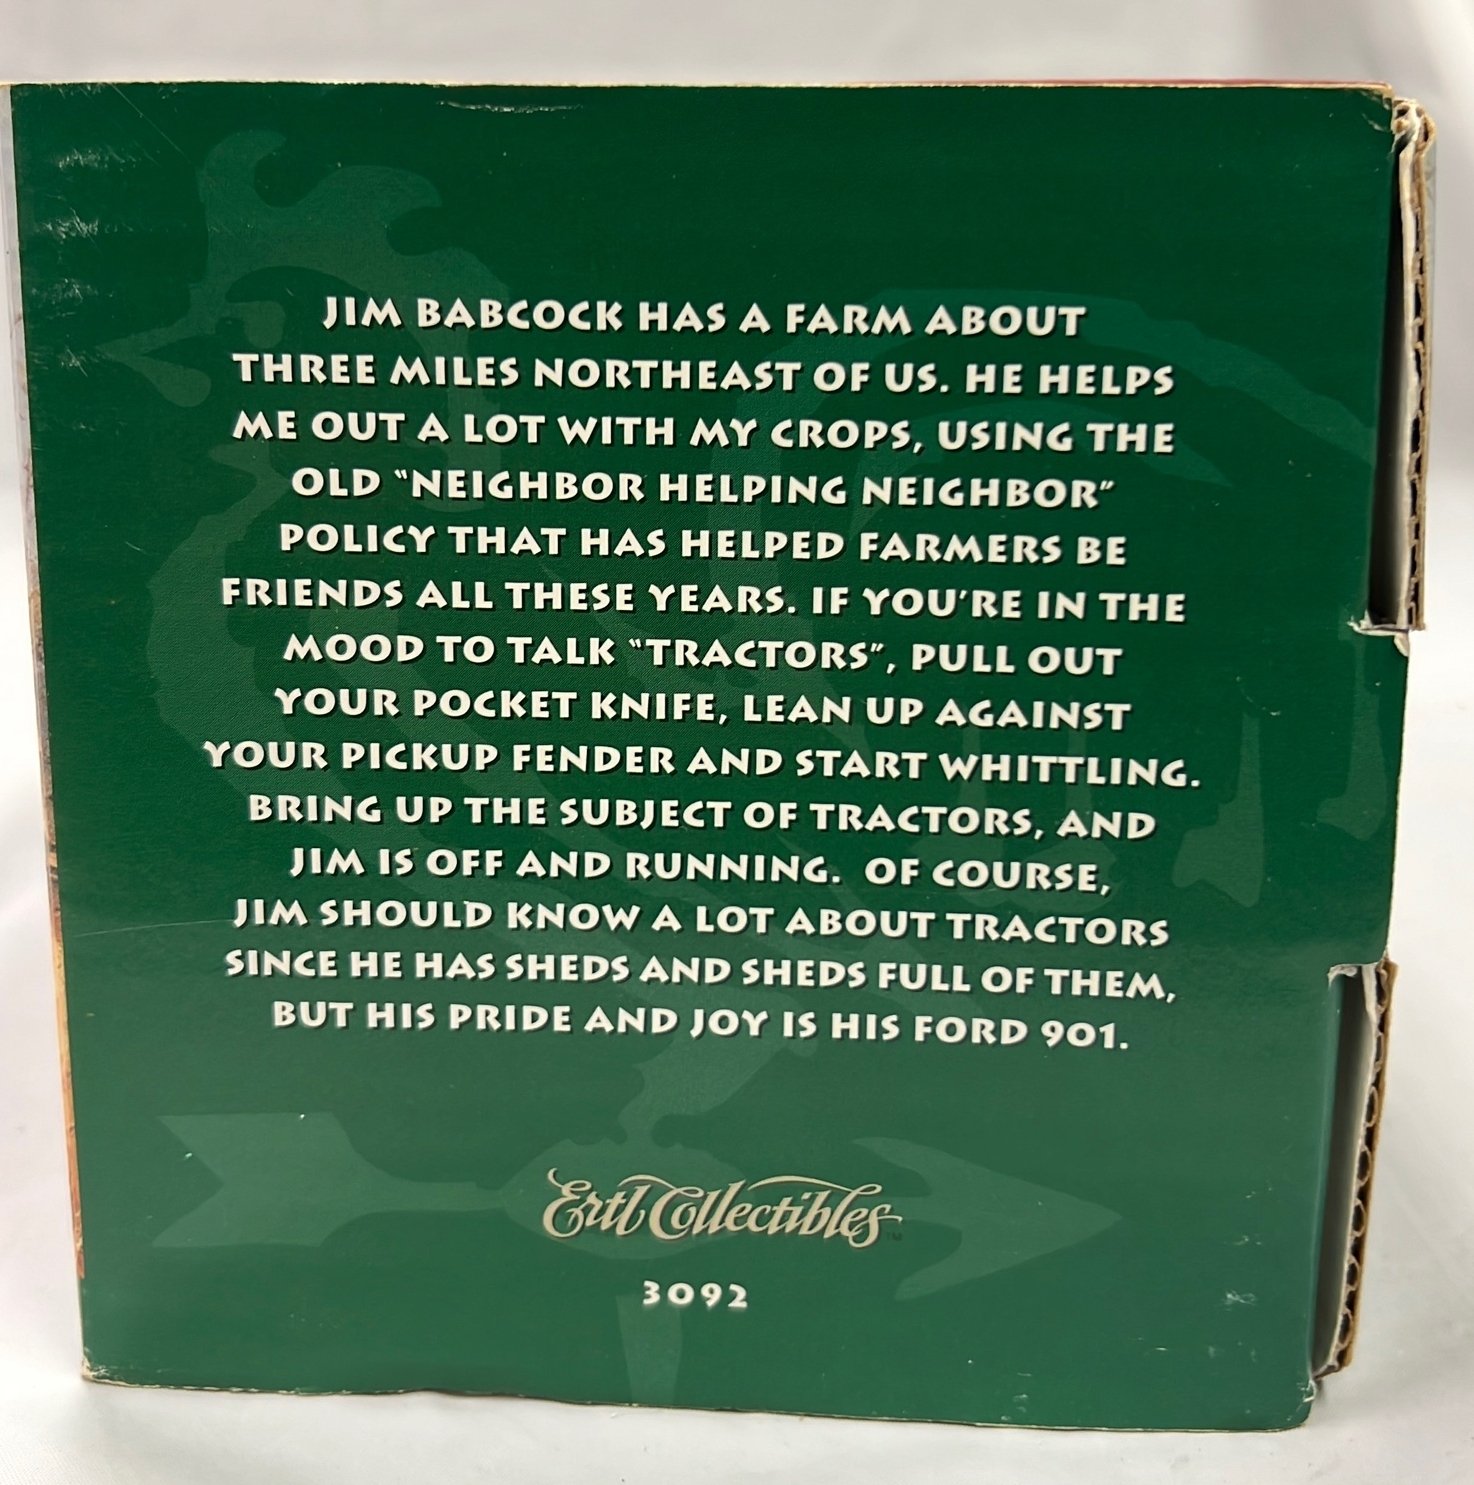 JIM BABCOCK HAS A FARM ABOUT
THREE MILES NORTHEAST OF US. HE HELPS
ME OUT A LOT WITH MY CROPS, USING THE
OLD "NEIGHBOR HELPING NEIGHBOR"
POLICY THAT HAS HELPED FARMERS BE
FRIENDS ALL THESE YEARS. IF YOU'RE IN THE
MOOD TO TALK "TRACTORS", PULL OUT
YOUR POCKET KNIFE, LEAN UP AGAINST
YOUR PICKUP FENDER AND START WHITTLING.
BRING UP THE SUBJECT OF TRACTORS, AND
JIM IS OFF AND RUNNING. OF COURSE,
JIM SHOULD KNOW A LOT ABOUT TRACTORS
SINCE HE HAS SHEDS AND SHEDS FULL OF THEM,
BUT HIS PRIDE AND JOY IS HIS FORD 901.
Ertl Collectibles™
3092